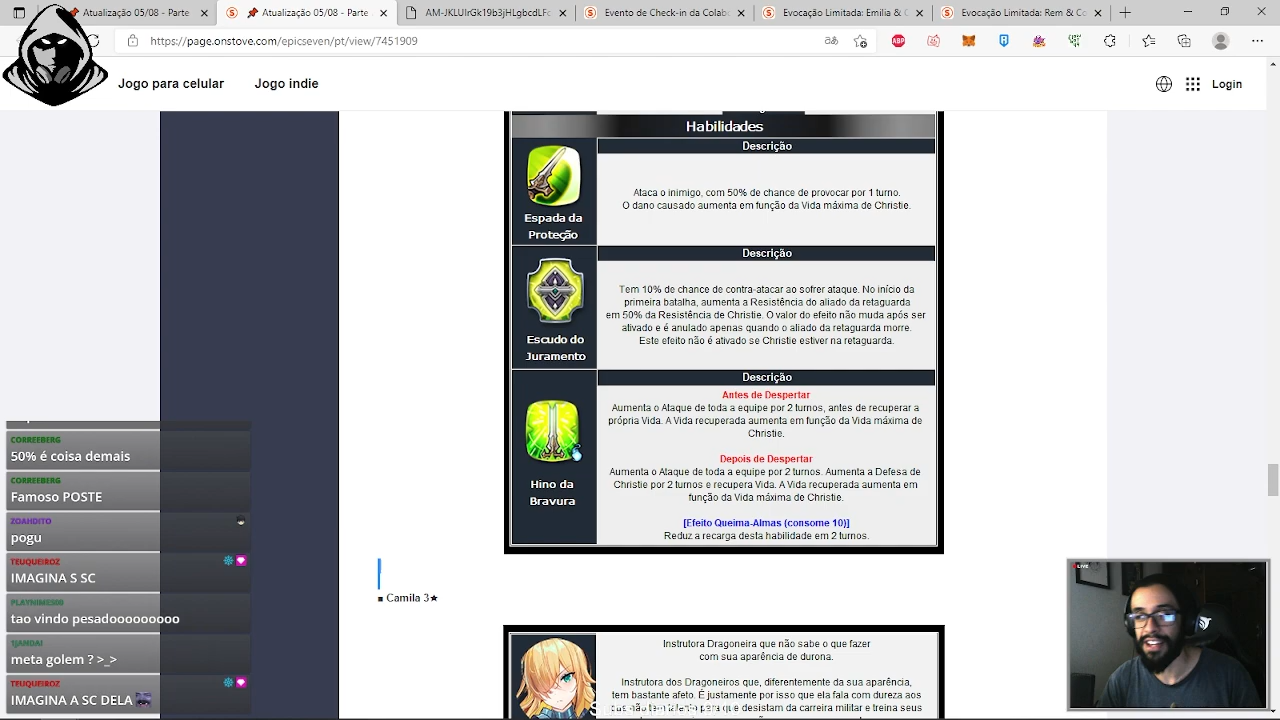 Atualização 05/08 - Parte
Atualização 05/08 - Parte
AM-JKLUIrGk19b3jHLgbcdLFc
Evento de Check-in da Colab
Evocação Limitada: Emilia & C
Evocação Limitada: Rem & Co
https://page.onstove.com/epicseven/pt/view/7451909
Jogo para celular
Jogo indie
Login
Habilidades
Descrição
Espada da
Proteção
Ataca o inimigo, com 50% de chance de provocar por 1 turno.
O dano causado aumenta em função da Vida máxima de Christie.
Descrição
Escudo do
Juramento
Tem 10% de chance de contra-atacar ao sofrer ataque. No início da
primeira batalha, aumenta a Resistência do aliado da retaguarda
em 50% da Resistência de Christie. O valor do efeito não muda após ser
ativado e é anulado apenas quando o aliado da retaguarda morre.
Este efeito não é ativado se Christie estiver na retaguarda.
Descrição
Hino da
Bravura
Antes de Despertar
Aumenta o Ataque de toda a equipe por 2 turnos, antes de recuperar a
própria Vida. A Vida recuperada aumenta em função da Vida máxima de
Christie.
Depois de Despertar
Aumenta o Ataque de toda a equipe por 2 turnos. Aumenta a Defesa de
Christie por 2 turnos e recupera Vida. A Vida recuperada aumenta em
função da Vida máxima de Christie.
[Efeito Queima-Almas (consome 10)]
Reduz a recarga desta habilidade em 2 turnos.
■ Camila 3★
Instrutora Dragoneira que não sabe o que fazer
com sua aparência de durona.
Instrutora dos Dragoneiros que, diferentemente da sua aparência,
tem bastante afeto. É justamente por isso que ela fala com dureza aos
CORREEBERG
50% é coisa demais
CORREEBERG
Famoso POSTE
ZOAHDITO
pogu
TEUQUEIROZ
IMAGINA S SC
PLAYNIMES00
tao vindo pesadooooooooo
1JANDAI
meta golem ? >_>
TEUQUEIROZ
IMAGINA A SC DELA
LIVE
ABP